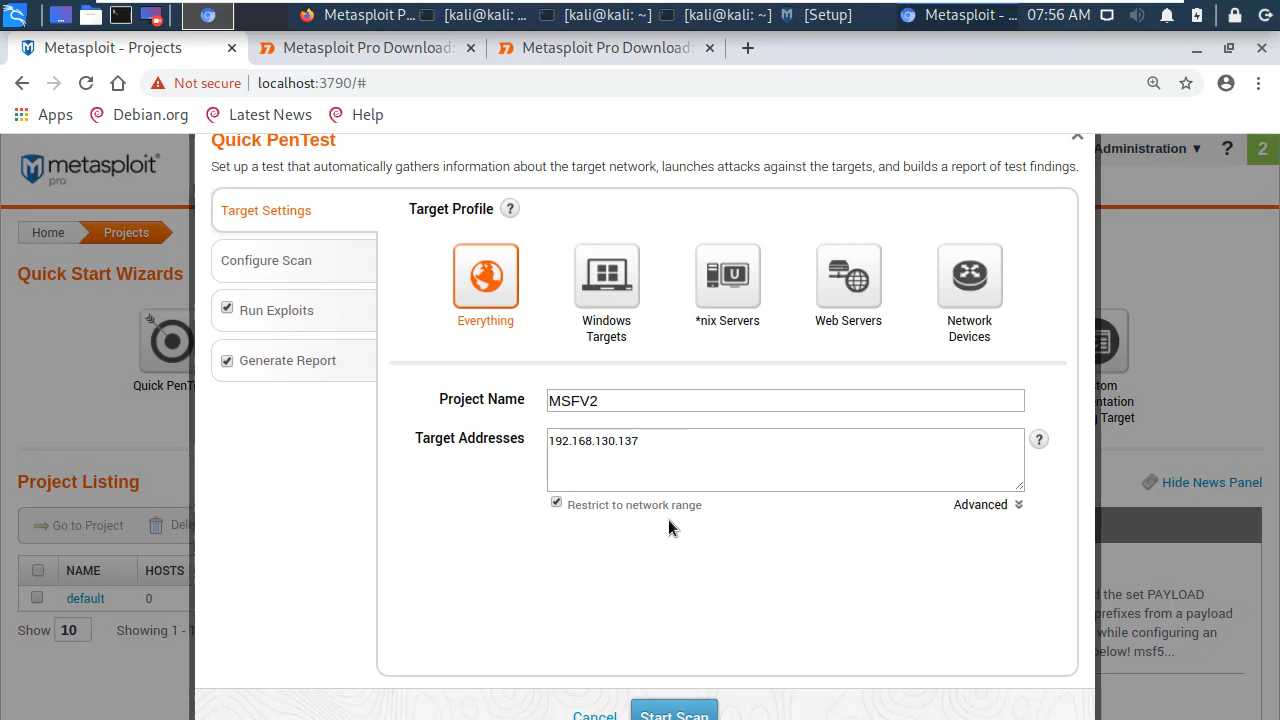 Metasploit P...
[kali@kali: ...
[kali@kali: ~]
[kali@kali: ~]
[Setup]
Metasploit - ...
07:56 AM
Metasploit - Projects
Metasploit Pro Download
Metasploit Pro Download
Not secure
localhost:3790/#
Apps
Debian.org
Latest News
Help
metasploit
pro
Administration
?
2
Home
Projects
Quick Start Wizards
Quick PenTest
Set up a test that automatically gathers information about the target network, launches attacks against the targets, and builds a report of test findings.
Target Settings
Configure Scan
Run Exploits
Generate Report
Target Profile ?
Everything
Windows
Targets
*nix Servers
U
Web Servers
Network
Devices
Project Name
MSFV2
Target Addresses
192.168.130.137
?
Restrict to network range
Advanced
Cancel
Start Scan
Quick PenT
Target
Project Listing
Hide News Panel
Go to Project
NAME
HOSTS
default
0
Show 10
Showing 1 -
d the set PAYLOAD
prefixes from a payload
while configuring an
below! msf5...